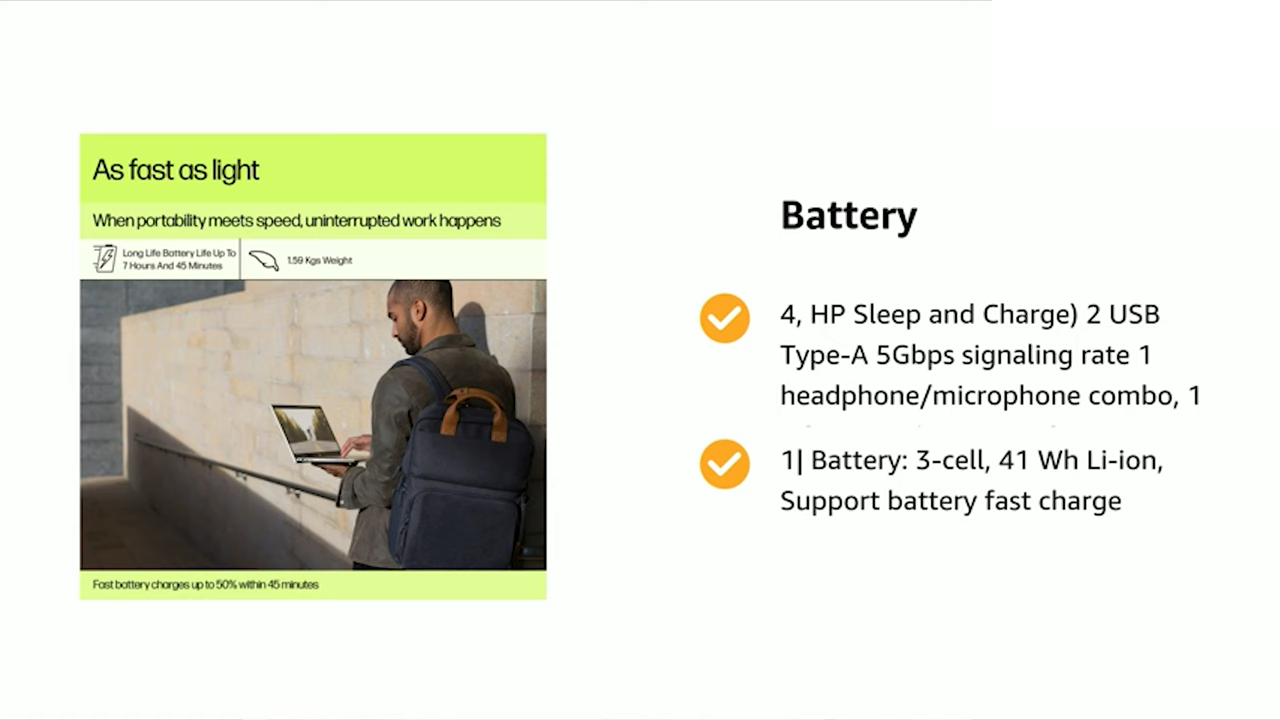 As fast as light
When portability meets speed, uninterrupted work happens
Long Life Battery Life Up To
7 Hours And 45 Minutes
1.59 Kgs Weight
Fast battery charges up to 50% within 45 minutes
Battery
4, HP Sleep and Charge) 2 USB
Type-A 5Gbps signaling rate 1
headphone/microphone combo, 1
1| Battery: 3-cell, 41 Wh Li-ion,
Support battery fast charge